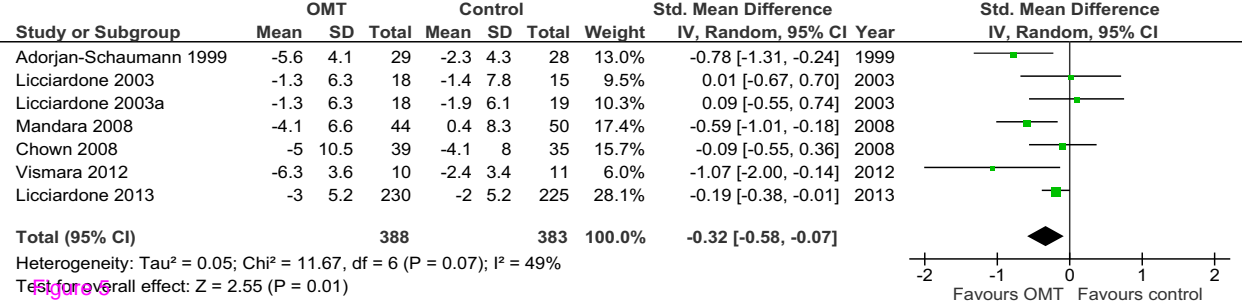 OMT Control Std. Mean Difference Std. Mean Difference
Study or Subgroup Mean SD Total Mean SD Total Weight IV, Random, 95% CI Year IV, Random, 95% CI
Adorjan-Schaumann 1999 -5.6 4.1 29 -2.3 4.3 28 13.0% -0.78 [-1.31, -0.24] 1999
Licciardone 2003 -1.3 6.3 18 -1.4 7.8 15 9.5% 0.01 [-0.67, 0.70] 2003
Licciardone 2003a -1.3 6.3 18 -1.9 6.1 19 10.3% 0.09 [-0.55, 0.74] 2003
Mandara 2008 -4.1 6.6 44 0.4 8.3 50 17.4% -0.59 [-1.01, -0.18] 2008
Chown 2008 -5 10.5 39 -4.1 8 35 15.7% -0.09 [-0.55, 0.36] 2008
Vismara 2012 -6.3 3.6 10 -2.4 3.4 11 6.0% -1.07 [-2.00, -0.14] 2012
Licciardone 2013 -3 5.2 230 -2 5.2 225 28.1% -0.19 [-0.38, -0.01] 2013
Total (95% CI) 388 383 100.0% -0.32 [-0.58, -0.07]
Heterogeneity: Tau² = 0.05; Chi² = 11.67, df = 6 (P = 0.07); I² = 49%
Test for overall effect: Z = 2.55 (P = 0.01)
Figure 5
-2 -1 0 1 2
Favours OMT Favours control